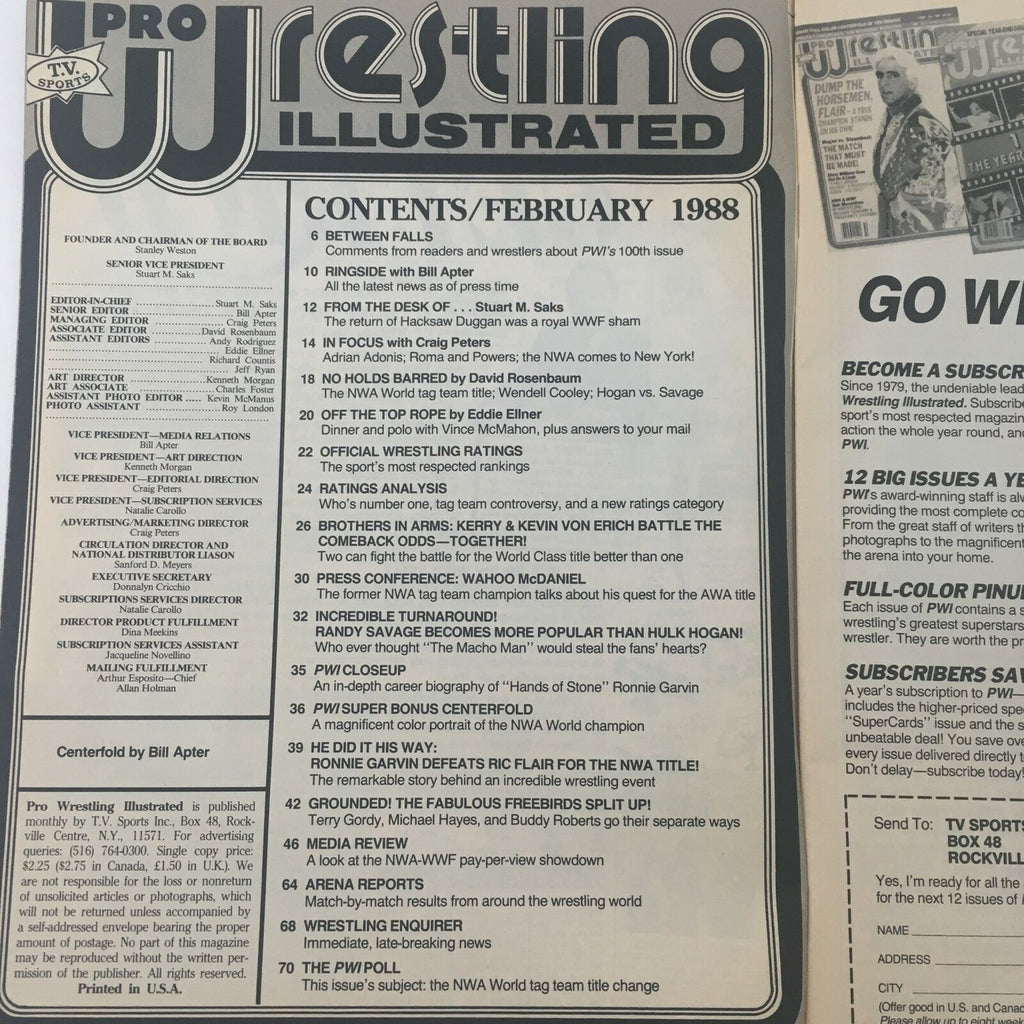 PRO
Wrestling
T.V.
SPORTS
ILLUSTRATED
FOUNDER AND CHAIRMAN OF THE BOARD
Stanley Weston
SENIOR VICE PRESIDENT
Stuart M. Saks
EDITOR-IN-CHIEF ..................... Stuart M. Saks
SENIOR EDITOR ........................... Bill Apter
MANAGING EDITOR .................... Craig Peters
ASSOCIATE EDITOR ............. David Rosenbaum
ASSISTANT EDITORS .............. Andy Rodriguez
Eddie Ellner
Richard Countis
Jeff Ryan
ART DIRECTOR ..................... Kenneth Morgan
ART ASSOCIATE ...................... Charles Foster
ASSISTANT PHOTO EDITOR ..... Kevin McManus
PHOTO ASSISTANT ..................... Roy London
VICE PRESIDENT—MEDIA RELATIONS
Bill Apter
VICE PRESIDENT—ART DIRECTION
Kenneth Morgan
VICE PRESIDENT—EDITORIAL DIRECTION
Craig Peters
VICE PRESIDENT—SUBSCRIPTION SERVICES
Natalie Carollo
ADVERTISING/MARKETING DIRECTOR
Craig Peters
CIRCULATION DIRECTOR AND
NATIONAL DISTRIBUTOR LIASON
Sanford D. Meyers
EXECUTIVE SECRETARY
Donnalyn Cricchio
SUBSCRIPTIONS SERVICES DIRECTOR
Natalie Carollo
DIRECTOR PRODUCT FULFILLMENT
Dina Meekins
SUBSCRIPTION SERVICES ASSISTANT
Jacqueline Novellino
MAILING FULFILLMENT
Arthur Esposito—Chief
Allan Holman
Centerfold by Bill Apter
Pro Wrestling Illustrated is published
monthly by T.V. Sports Inc., Box 48, Rock-
ville Centre, N.Y., 11571. For advertising
queries: (516) 764-0300. Single copy price:
$2.25 ($2.75 in Canada, £1.50 in U.K.). We
are not responsible for the loss or nonreturn
of unsolicited articles or photographs, which
will not be returned unless accompanied by
a self-addressed envelope bearing the proper
amount of postage. No part of this magazine
may be reproduced without the written per-
mission of the publisher. All rights reserved.
Printed in U.S.A.
CONTENTS/FEBRUARY 1988
6 BETWEEN FALLS
Comments from readers and wrestlers about PWI's 100th issue
10 RINGSIDE with Bill Apter
All the latest news as of press time
12 FROM THE DESK OF . . . Stuart M. Saks
The return of Hacksaw Duggan was a royal WWF sham
14 IN FOCUS with Craig Peters
Adrian Adonis; Roma and Powers; the NWA comes to New York!
18 NO HOLDS BARRED by David Rosenbaum
The NWA World tag team title; Wendell Cooley; Hogan vs. Savage
20 OFF THE TOP ROPE by Eddie Ellner
Dinner and polo with Vince McMahon, plus answers to your mail
22 OFFICIAL WRESTLING RATINGS
The sport's most respected rankings
24 RATINGS ANALYSIS
Who's number one, tag team controversy, and a new ratings category
26 BROTHERS IN ARMS: KERRY & KEVIN VON ERICH BATTLE THE
COMEBACK ODDS—TOGETHER!
Two can fight the battle for the World Class title better than one
30 PRESS CONFERENCE: WAHOO McDANIEL
The former NWA tag team champion talks about his quest for the AWA title
32 INCREDIBLE TURNAROUND!
RANDY SAVAGE BECOMES MORE POPULAR THAN HULK HOGAN!
Who ever thought "The Macho Man" would steal the fans' hearts?
35 PWI CLOSEUP
An in-depth career biography of "Hands of Stone" Ronnie Garvin
36 PWI SUPER BONUS CENTERFOLD
A magnificent color portrait of the NWA World champion
39 HE DID IT HIS WAY:
RONNIE GARVIN DEFEATS RIC FLAIR FOR THE NWA TITLE!
The remarkable story behind an incredible wrestling event
42 GROUNDED! THE FABULOUS FREEBIRDS SPLIT UP!
Terry Gordy, Michael Hayes, and Buddy Roberts go their separate ways
46 MEDIA REVIEW
A look at the NWA-WWF pay-per-view showdown
64 ARENA REPORTS
Match-by-match results from around the wrestling world
68 WRESTLING ENQUIRER
Immediate, late-breaking news
70 THE PWI POLL
This issue's subject: the NWA World tag team title change
PRO
Wrestling
DUMP THE
HORSEMEN,
FLAIR – A TRUE
CHAMPION STANDS
ON HIS OWN!
THE MATCH
THAT MUST
BE MADE!
SPECIAL YEAR-END
THE YEAR
GO WI
BECOME A SUBSCR
Since 1979, the undeniable lead
Wrestling Illustrated. Subscribe
sport's most respected magazin
action the whole year round, and
PWI.
12 BIG ISSUES A YE
PWI's award-winning staff is alw
providing the most complete co
From the great staff of writers th
photographs to the magnificent
the arena into your home.
FULL-COLOR PINU
Each issue of PWI contains a s
wrestling's greatest superstars
wrestler. They are worth the pr
SUBSCRIBERS SAV
A year's subscription to PWI—
includes the higher-priced spe
"SuperCards" issue and the s
unbeatable deal! You save ove
every issue delivered directly t
Don't delay—subscribe today!
Send To: TV SPORTS
BOX 48
ROCKVILL
Yes, I'm ready for all the
for the next 12 issues of
NAME
ADDRESS
CITY
(Offer good in U.S. and Canad
Please allow up to eight week